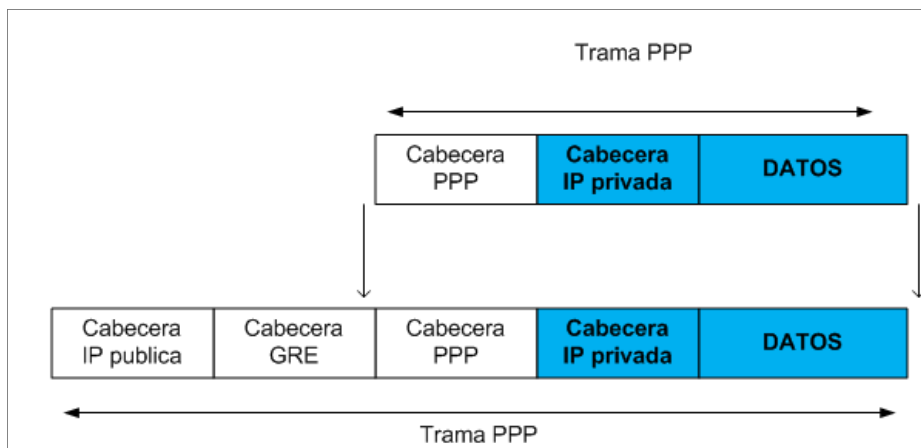 Trama PPP
Cabecera
PPP
Cabecera
IP privada
DATOS
Cabecera
IP publica
Cabecera
GRE
Cabecera
PPP
Cabecera
IP privada
DATOS
Trama PPP